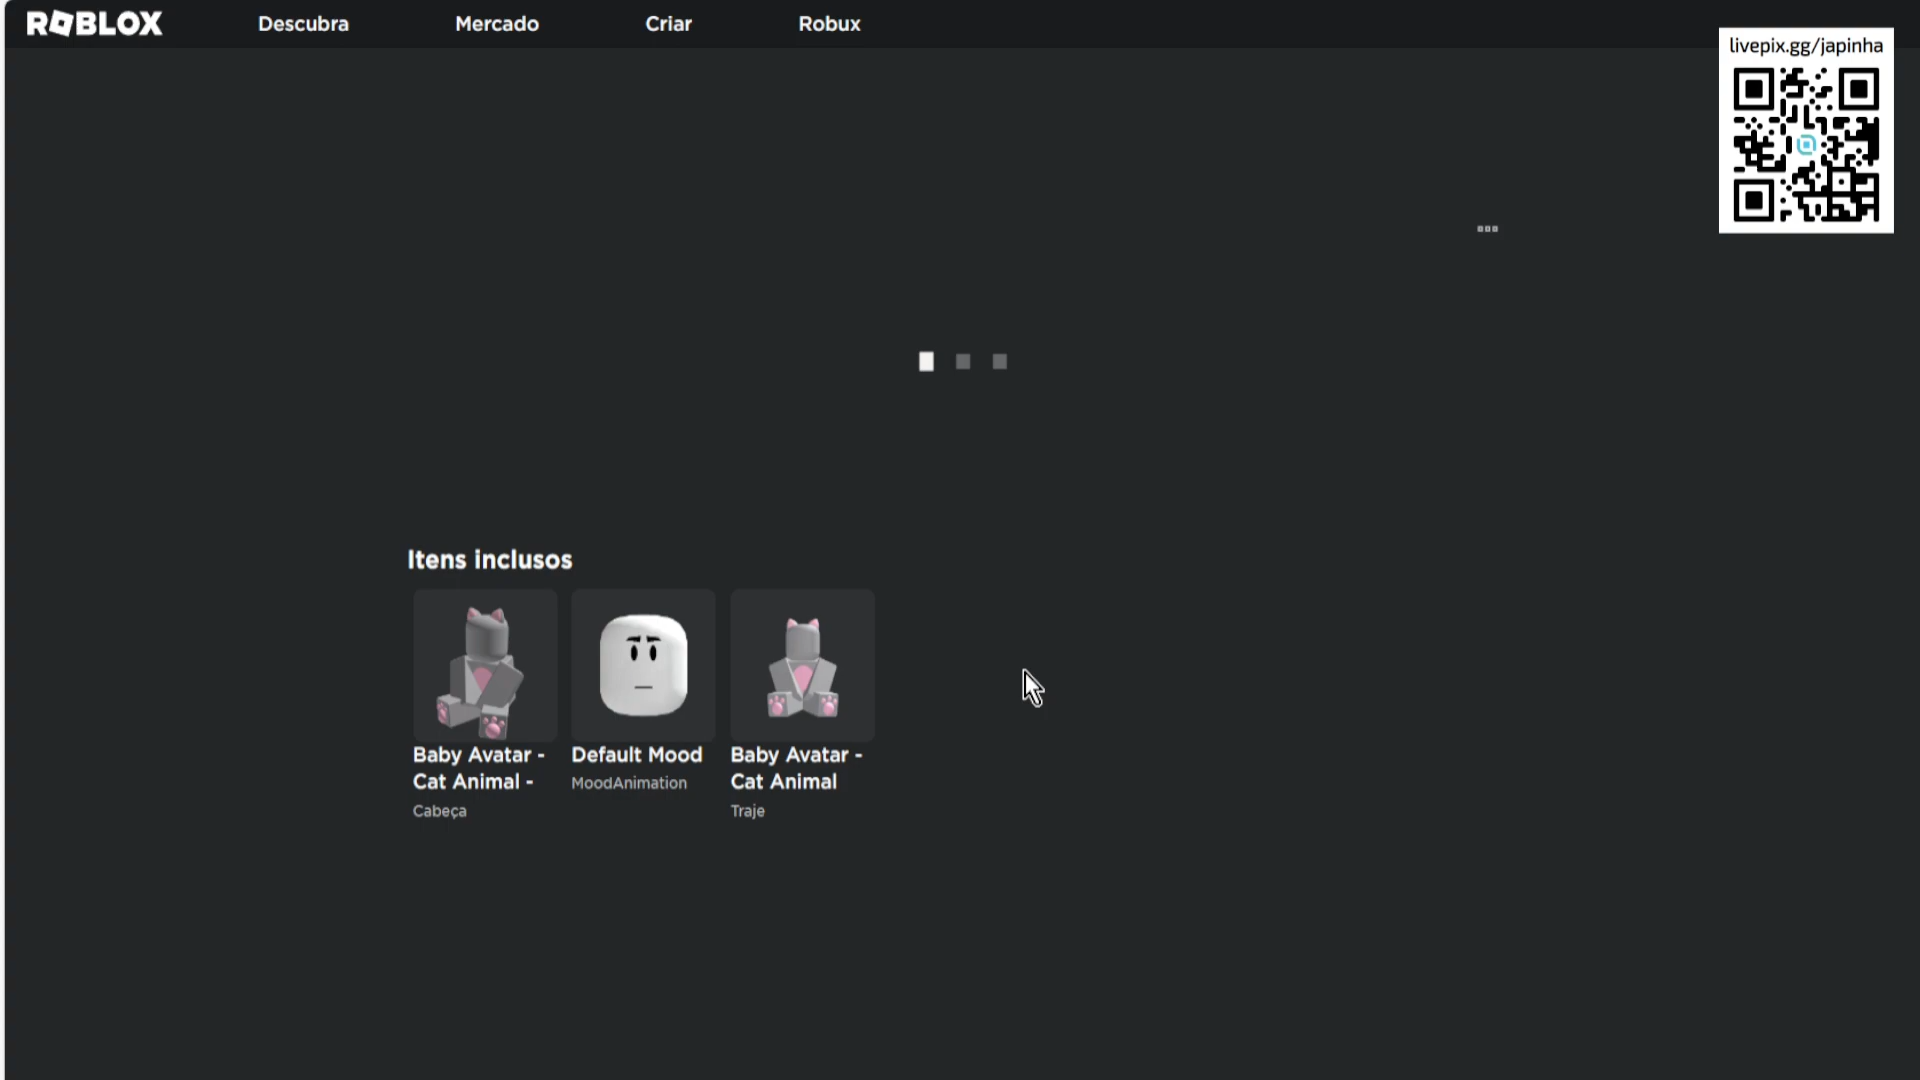 ROBLOX Descubra Mercado Criar Robux
livepix.gg/japinha
Itens inclusos
Baby Avatar -
Cat Animal -
Cabeça
Default Mood
MoodAnimation
Baby Avatar -
Cat Animal
Traje